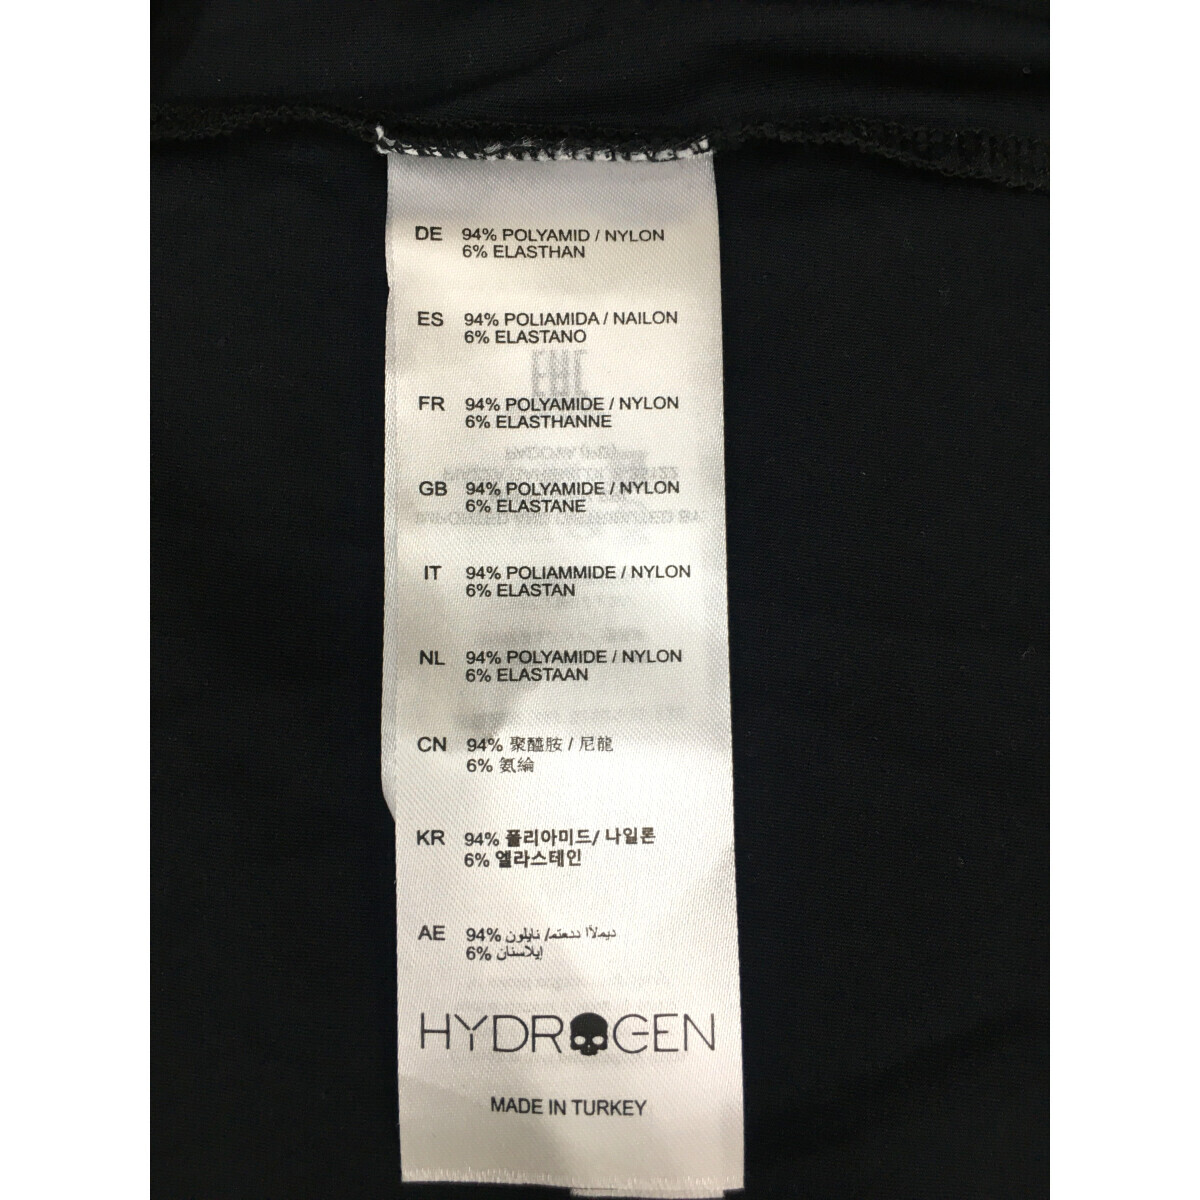 DE 94% POLYAMID / NYLON
6% ELASTHAN
ES 94% POLIAMIDA / NAILON
6% ELASTANO
FR 94% POLYAMIDE / NYLON
6% ELASTHANNE
GB 94% POLYAMIDE / NYLON
6% ELASTANE
IT 94% POLIAMMIDE / NYLON
6% ELASTAN
NL 94% POLYAMIDE / NYLON
6% ELASTAAN
CN 94% 聚醯胺 / 尼龍
6% 氨綸
KR 94% 폴리아미드/ 나일론
6% 엘라스테인
AE 94% نايلون /متعدد الأميد
6% إيلاستان
HYDROGEN
MADE IN TURKEY